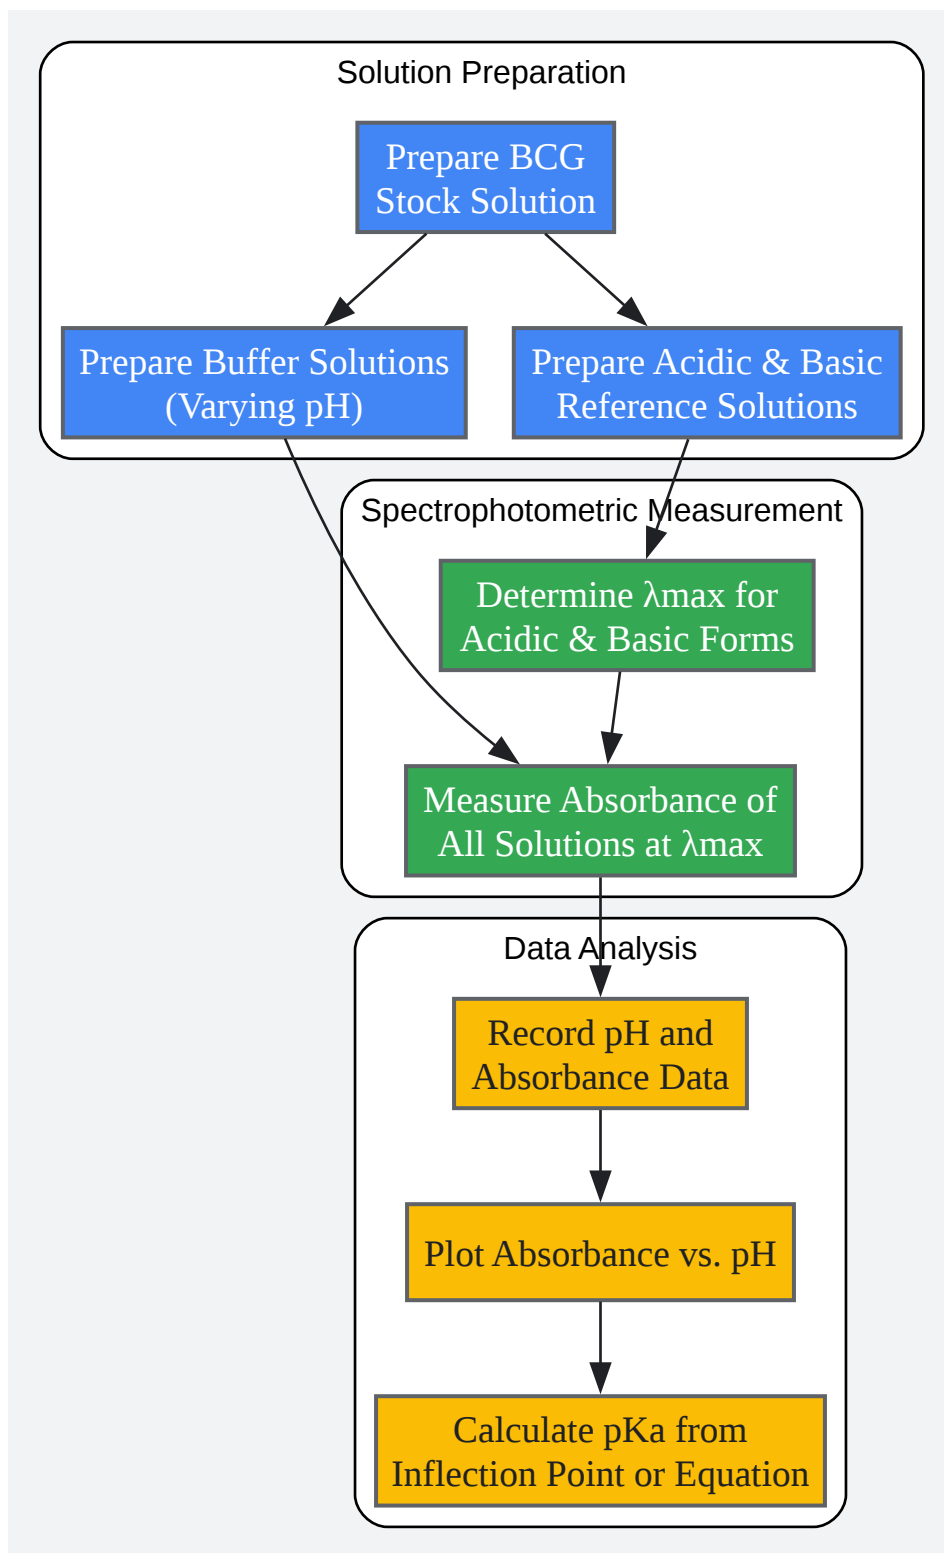 Solution Preparation
Prepare BCG
Stock Solution
Prepare Buffer Solutions
(Varying pH)
Prepare Acidic & Basic
Reference Solutions
Spectrophotometric Measurement
Determine λmax for
Acidic & Basic Forms
Measure Absorbance of
All Solutions at λmax
Data Analysis
Record pH and
Absorbance Data
Plot Absorbance vs. pH
Calculate pKa from
Inflection Point or Equation